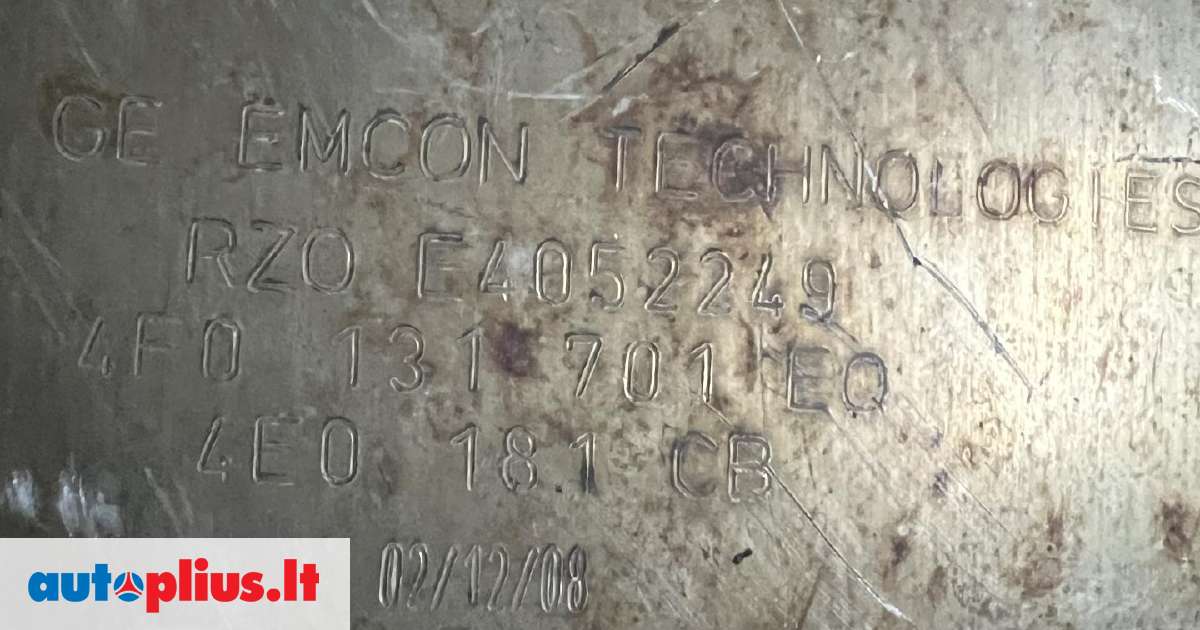 GE EMCON TECHNOLOGIES
RZO E4052249
4F0 131 701 EQ
4E0 181 CB
02/12/08
autoplius.lt